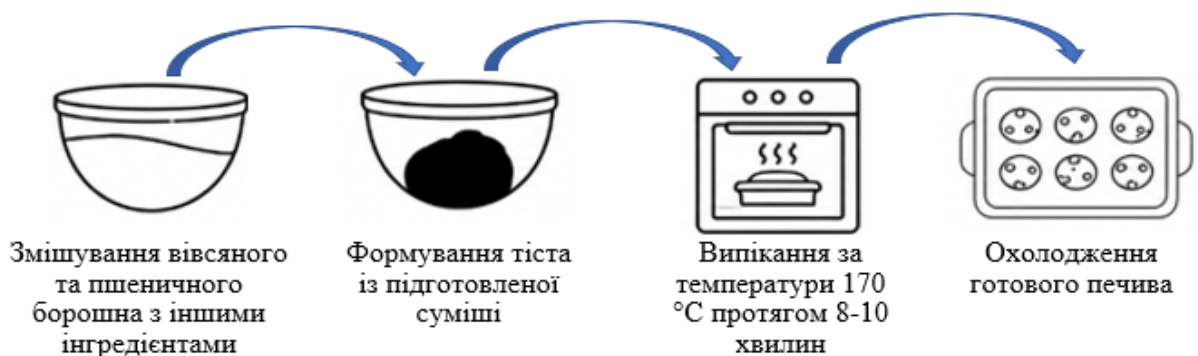 Змішування вівсяного
та пшеничного
борошна з іншими
інгредієнтами
Формування тіста
із підготовленої
суміші
Випікання за
температури 170
°С протягом 8-10
хвилин
Охолодження
готового печива